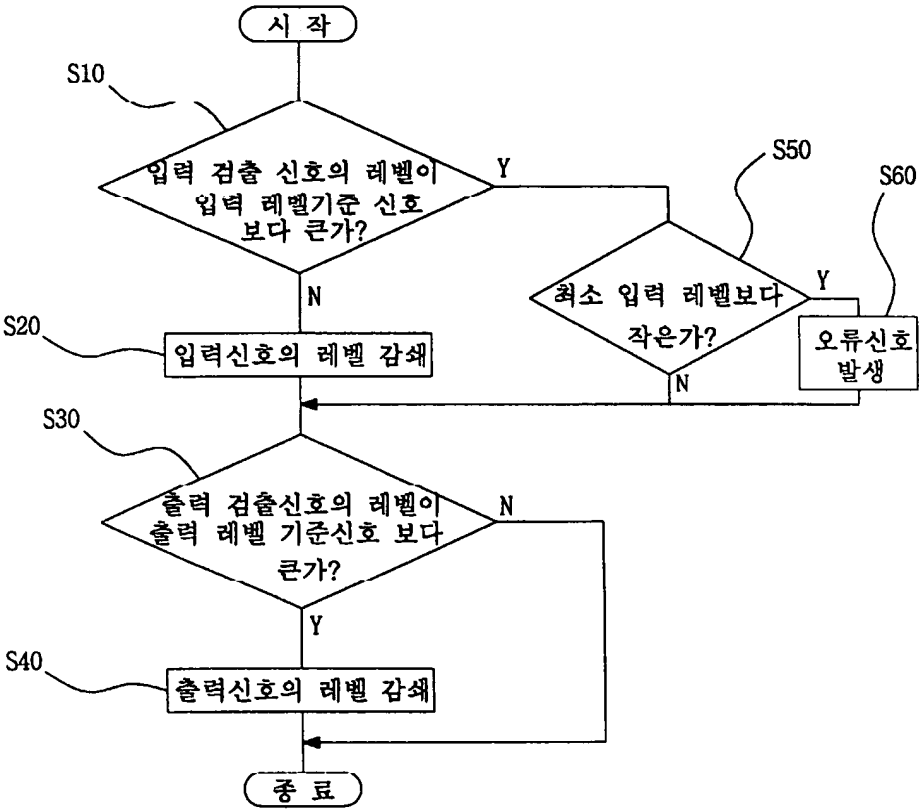 시 작
S10
입력 검출 신호의 레벨이
입력 레벨기준 신호
보다 큰가?
Y
N
S50
S60
최소 입력 레벨보다
작은가?
Y
N
오류신호
발생
S20
입력신호의 레벨 감쇄
S30
출력 검출신호의 레벨이
출력 레벨 기준신호 보다
큰가?
N
Y
S40
출력신호의 레벨 감쇄
종 료